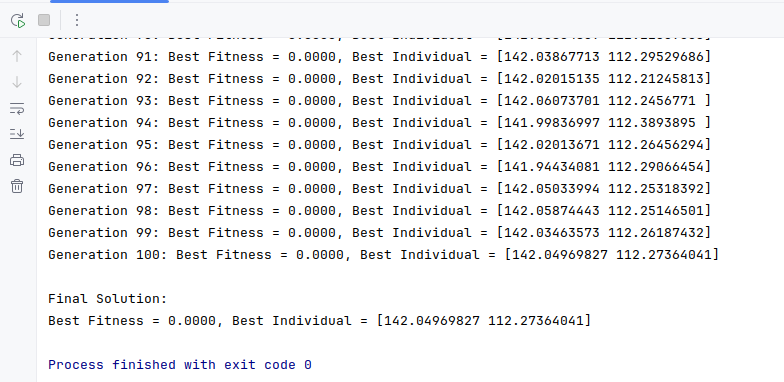 Generation 91: Best Fitness = 0.0000, Best Individual = [142.03867713 112.29529686]
Generation 92: Best Fitness = 0.0000, Best Individual = [142.02015135 112.21245813]
Generation 93: Best Fitness = 0.0000, Best Individual = [142.06073701 112.2456771 ]
Generation 94: Best Fitness = 0.0000, Best Individual = [141.99836997 112.3893895 ]
Generation 95: Best Fitness = 0.0000, Best Individual = [142.02013671 112.26456294]
Generation 96: Best Fitness = 0.0000, Best Individual = [141.94434081 112.29066454]
Generation 97: Best Fitness = 0.0000, Best Individual = [142.05033994 112.25318392]
Generation 98: Best Fitness = 0.0000, Best Individual = [142.05874443 112.25146501]
Generation 99: Best Fitness = 0.0000, Best Individual = [142.03463573 112.26187432]
Generation 100: Best Fitness = 0.0000, Best Individual = [142.04969827 112.27364041]
Final Solution:
Best Fitness = 0.0000, Best Individual = [142.04969827 112.27364041]
Process finished with exit code 0